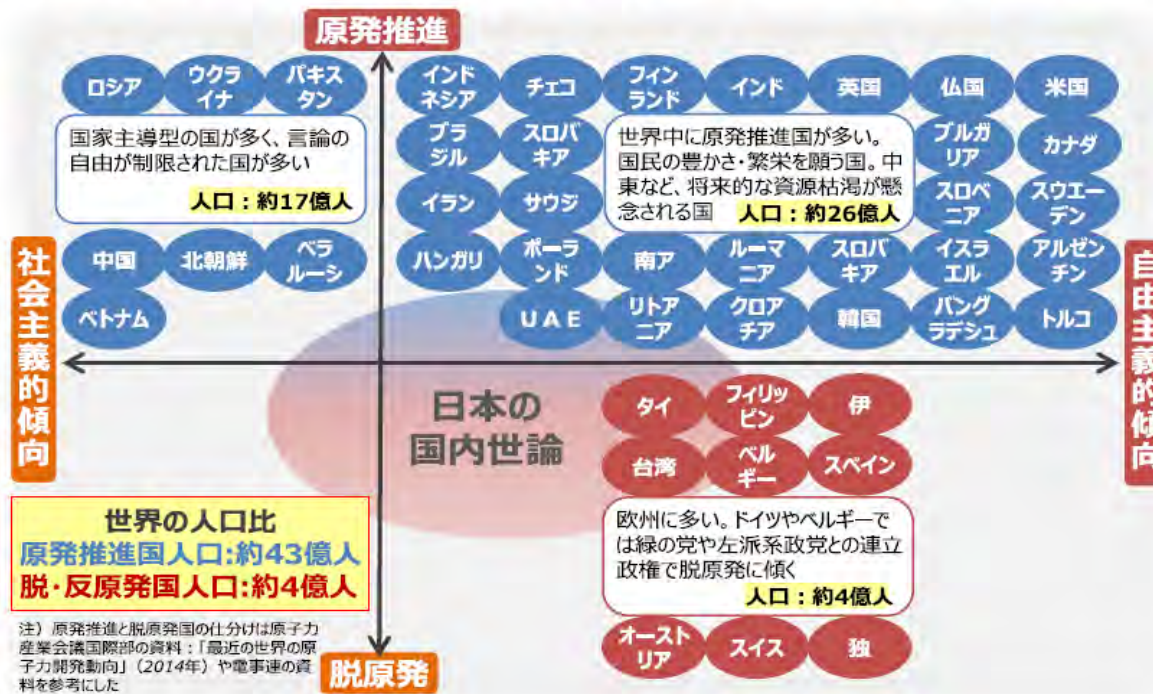 原発推進
ロシア
ウクラ
イナ
パキス
タン
インド
ネシア
チェコ
フィン
ランド
インド
英国
仏国
米国
国家主導型の国が多く、言論の
自由が制限された国が多い
人口：約17億人
ブラ
ジル
スロバ
キア
世界中に原発推進国が多い。
国民の豊かさ・繁栄を願う国。中
東など、将来的な資源枯渇が懸
念される国 人口：約26億人
ブルガ
リア
カナダ
イラン
サウジ
スロベ
ニア
スウエー
デン
社会主義的傾向
中国
北朝鮮
ベラ
ルーシ
ハンガリ
ポーラ
ンド
南ア
ルーマ
ニア
スロバ
キア
イスラ
エル
アルゼン
チン
自由主義的傾向
ベトナム
UAE
リトア
ニア
クロア
チア
韓国
バング
ラデシュ
トルコ
日本の
国内世論
タイ
フィリッ
ピン
伊
台湾
ベル
ギー
スペイン
世界の人口比
原発推進国人口:約43億人
脱・反原発国人口:約4億人
欧州に多い。ドイツやベルギーで
は緑の党や左派系政党との連立
政権で脱原発に傾く
人口：約4億人
注）原発推進と脱原発国の仕分けは原子力
産業会議国際部の資料：「最近の世界の原
子力開発動向」（2014年）や電事連の資
料を参考にした
オースト
リア
スイス
独
脱原発